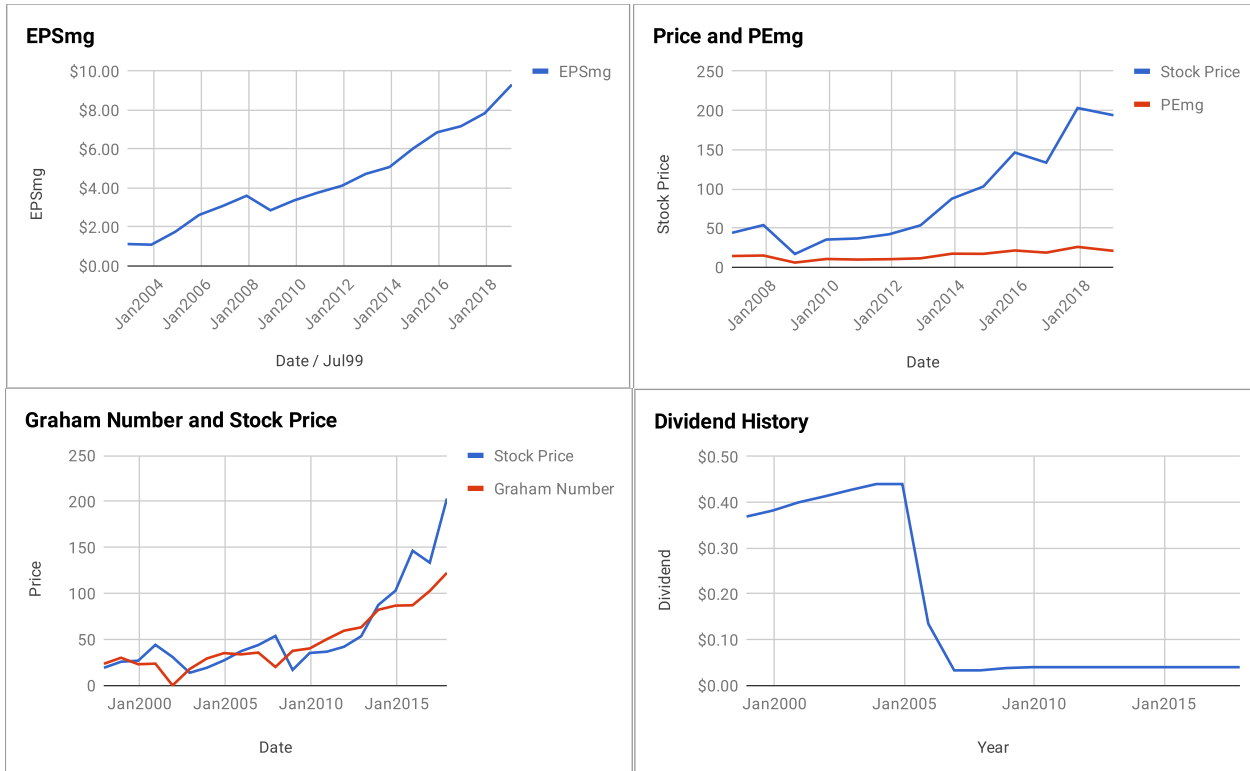 EPSmg
$10.00
$8.00
$6.00
$4.00
$2.00
$0.00
EPSmg
Jan2004
Jan2006
Jan2008
Jan2010
Jan2012
Jan2014
Jan2016
Jan2018
Date / Jul99
EPSmg
Price and PEmg
250
200
150
100
50
0
Stock Price
Jan2008
Jan2010
Jan2012
Jan2014
Jan2016
Jan2018
Date
Stock Price
PEmg
Graham Number and Stock Price
250
200
150
100
50
0
Price
Jan2000
Jan2005
Jan2010
Jan2015
Date
Stock Price
Graham Number
Dividend History
$0.50
$0.40
$0.30
$0.20
$0.10
$0.00
Dividend
Jan2000
Jan2005
Jan2010
Jan2015
Year